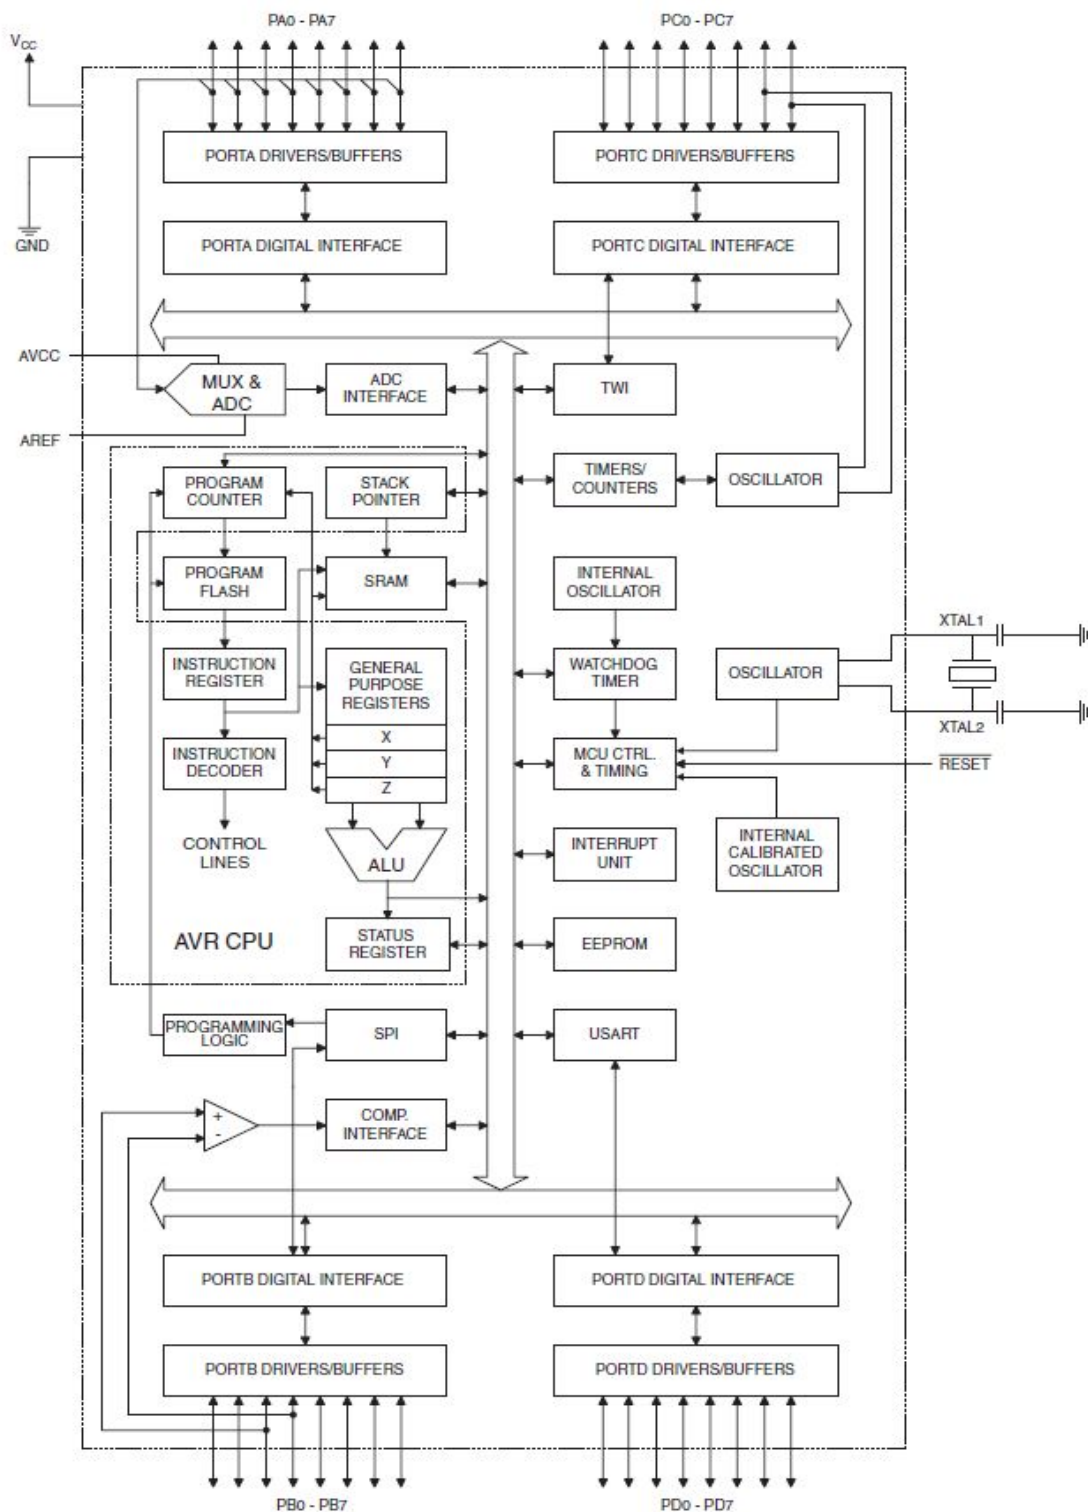 PA0 - PA7
PC0 - PC7
VCC
PORTA DRIVERS/BUFFERS
PORTC DRIVERS/BUFFERS
GND
PORTA DIGITAL INTERFACE
PORTC DIGITAL INTERFACE
AVCC
MUX &
ADC
ADC
INTERFACE
TWI
AREF
PROGRAM
COUNTER
STACK
POINTER
TIMERS/
COUNTERS
OSCILLATOR
PROGRAM
FLASH
SRAM
INTERNAL
OSCILLATOR
XTAL1
INSTRUCTION
REGISTER
GENERAL
PURPOSE
REGISTERS
WATCHDOG
TIMER
OSCILLATOR
XTAL2
X
Y
Z
INSTRUCTION
DECODER
MCU CTRL.
& TIMING
RESET
CONTROL
LINES
ALU
INTERRUPT
UNIT
INTERNAL
CALIBRATED
OSCILLATOR
AVR CPU
STATUS
REGISTER
EEPROM
PROGRAMMING
LOGIC
SPI
USART
+
-
COMP.
INTERFACE
PORTB DIGITAL INTERFACE
PORTD DIGITAL INTERFACE
PORTB DRIVERS/BUFFERS
PORTD DRIVERS/BUFFERS
PB0 - PB7
PD0 - PD7